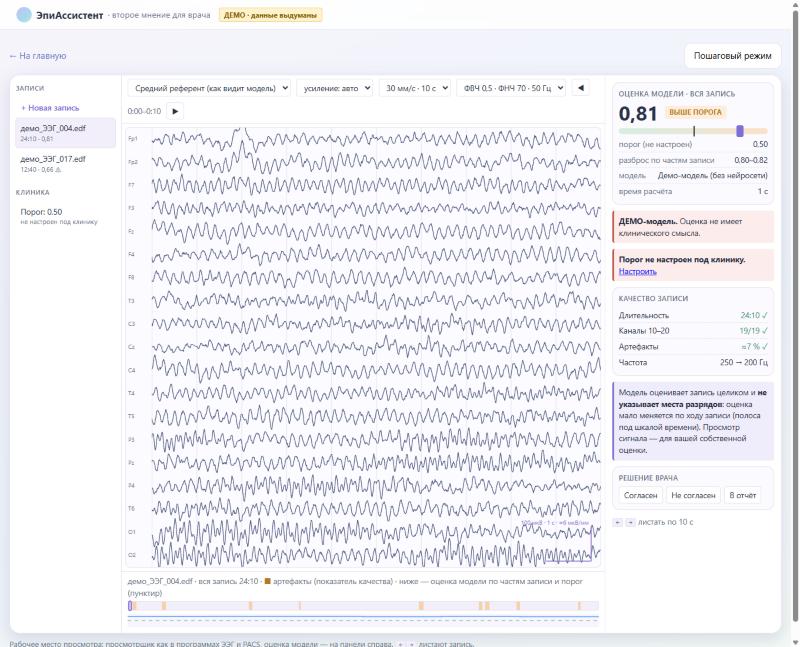 ЭпиАссистент · второе мнение для врача ДЕМО · данные выдуманы
← На главную
Пошаговый режим
ЗАПИСИ
+ Новая запись
демо_ЭЭГ_004.edf
24:10 · 0,81
демо_ЭЭГ_017.edf
12:40 · 0,66 ⚠
КЛИНИКА
Порог: 0.50
не настроен под клинику
Средний референт (как видит модель)
усиление: авто
30 мм/с · 10 с
ФВЧ 0,5 · ФНЧ 70 · 50 Гц
◀
0:00–0:10 ▶
Fp1
Fp2
F7
F3
Fz
F4
F8
T3
C3
Cz
C4
T4
T5
P3
Pz
P4
T6
O1
O2
демо_ЭЭГ_004.edf · вся запись 24:10 · артефакты (показатель качества) · ниже — оценка модели по частям записи и порог
(пунктир)
ОЦЕНКА МОДЕЛИ · ВСЯ ЗАПИСЬ
0,81 ВЫШЕ ПОРОГА
порог (не настроен) 0,50
разброс по частям записи 0,80–0,82
модель Демо-модель (без нейросети)
время расчёта 1 с
ДЕМО-модель. Оценка не имеет
клинического смысла.
Порог не настроен под клинику.
Настроить
КАЧЕСТВО ЗАПИСИ
Длительность 24:10 ✓
Каналы 10–20 19/19 ✓
Артефакты ≈7 % ✓
Частота 250 → 200 Гц
Модель оценивает запись целиком и не
указывает места разрядов: оценка
мало меняется по ходу записи (полоса
под шкалой времени). Просмотр
сигнала — для вашей собственной
оценки.
РЕШЕНИЕ ВРАЧА
Согласен
Не согласен
В отчёт
листать по 10 с
Рабочее место просмотра: просмотрщик как в программах ЭЭГ и PACS, оценка модели — на панели справа. листают запись.